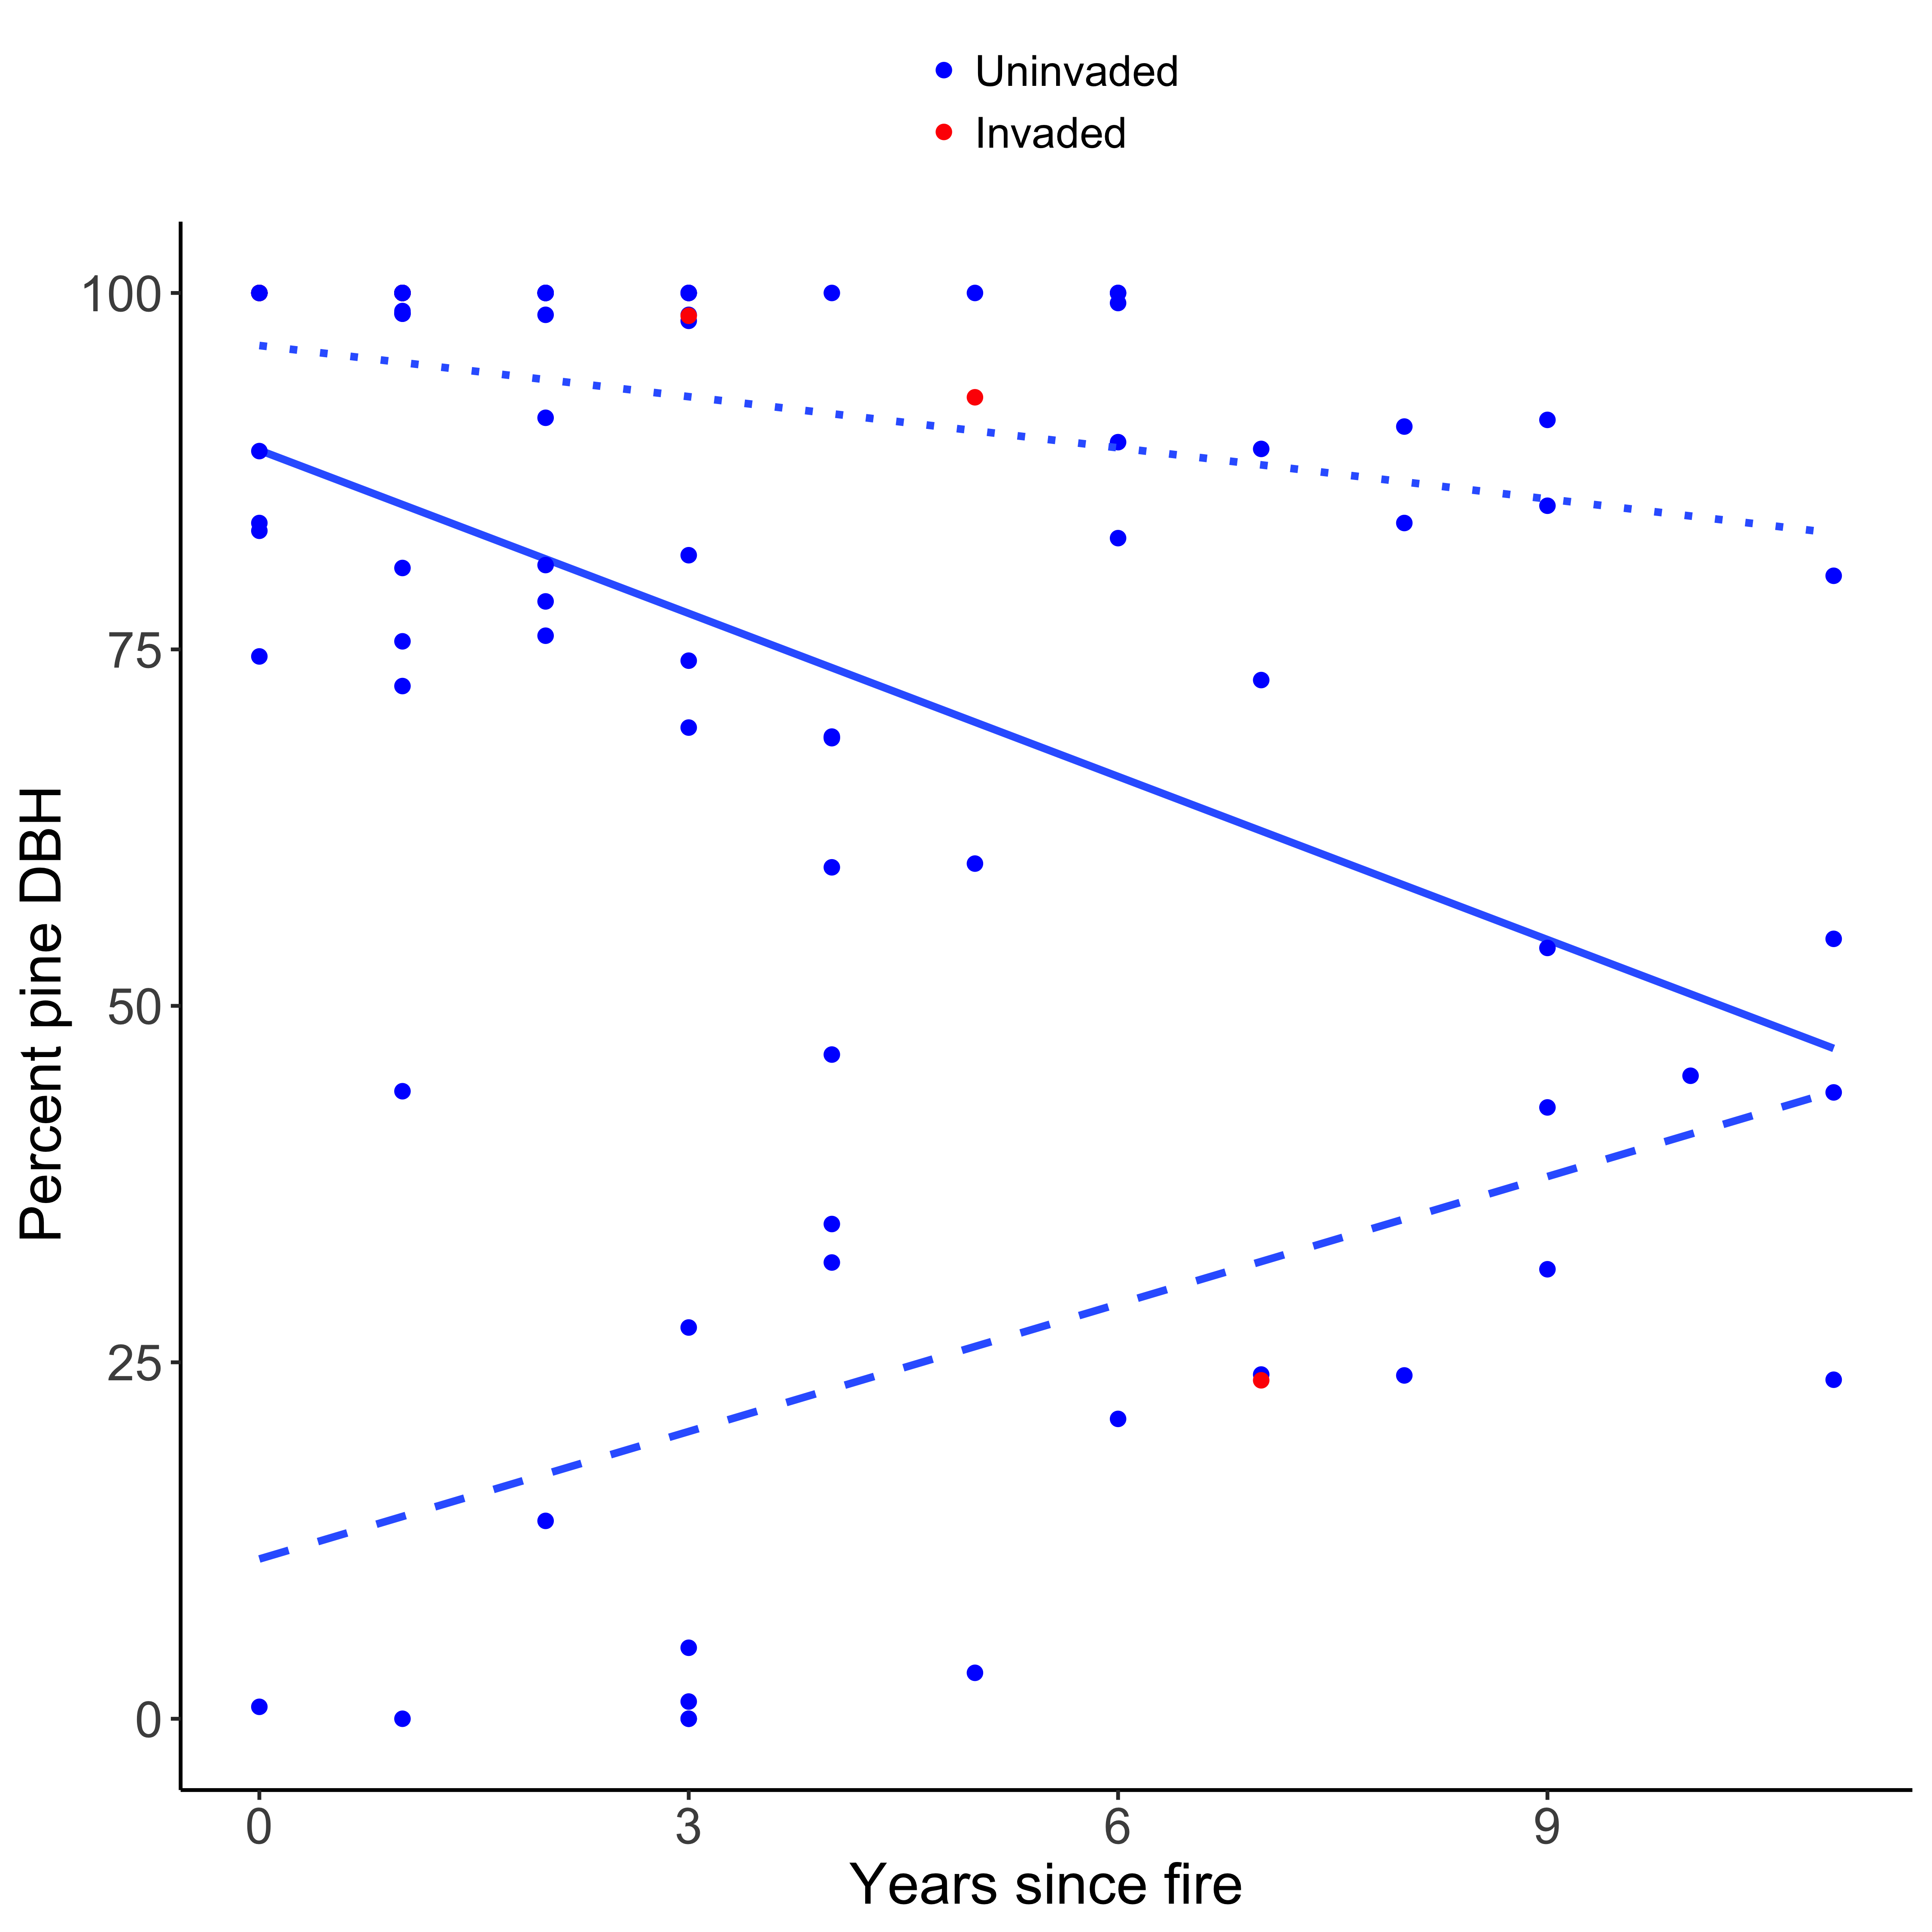 Uninvaded
Invaded
100
75
50
25
0
Percent pine DBH
0 3 6 9
Years since fire